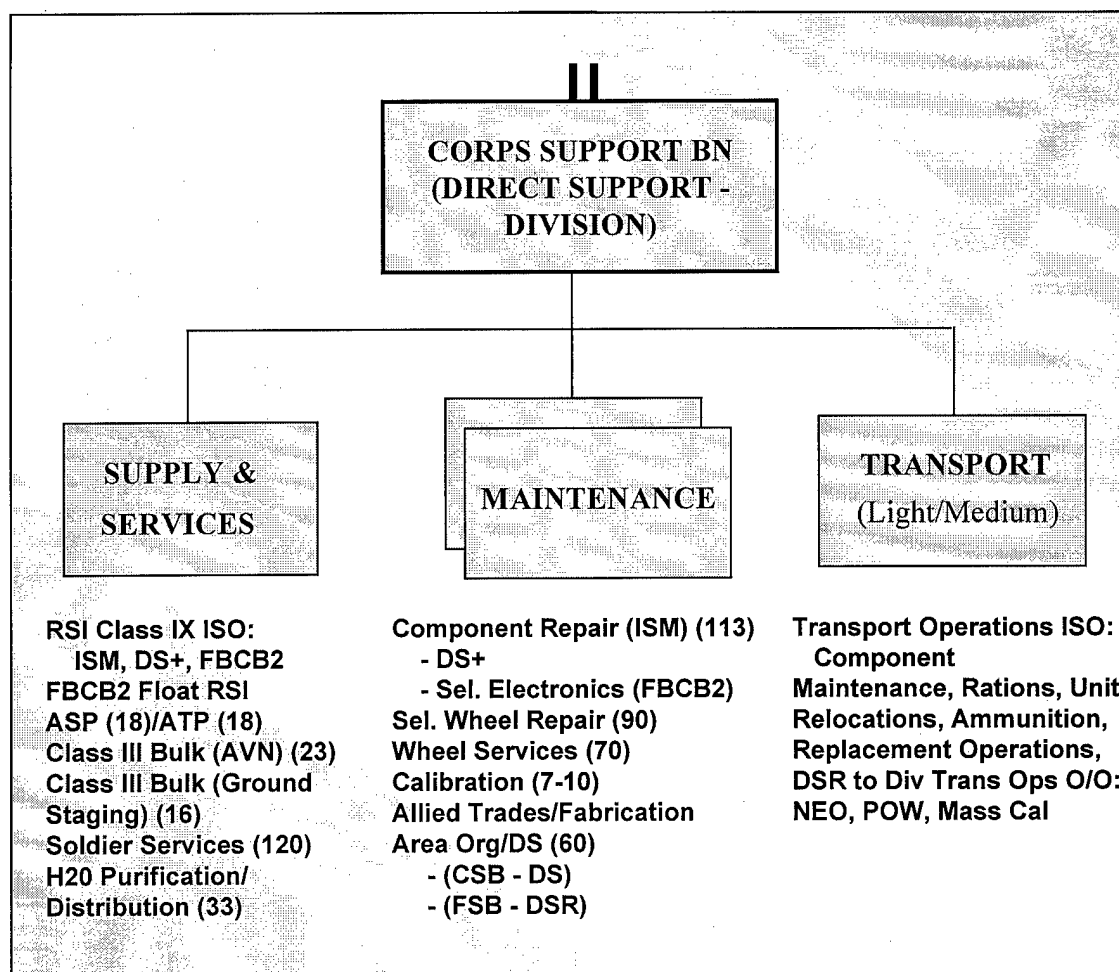 CORPS SUPPORT BN
(DIRECT SUPPORT -
DIVISION)
SUPPLY &
SERVICES
MAINTENANCE
TRANSPORT
(Light/Medium)
RSI Class IX ISO:
ISM, DS+, FBCB2
FBCB2 Float RSI
ASP (18)/ATP (18)
Class III Bulk (AVN) (23)
Class III Bulk (Ground
Staging) (16)
Soldier Services (120)
H20 Purification/
Distribution (33)
Component Repair (ISM) (113)
- DS+
- Sel. Electronics (FBCB2)
Sel. Wheel Repair (90)
Wheel Services (70)
Calibration (7-10)
Allied Trades/Fabrication
Area Org/DS (60)
- (CSB - DS)
- (FSB - DSR)
Transport Operations ISO:
Component
Maintenance, Rations, Unit
Relocations, Ammunition,
Replacement Operations,
DSR to Div Trans Ops O/O:
NEO, POW, Mass Cal